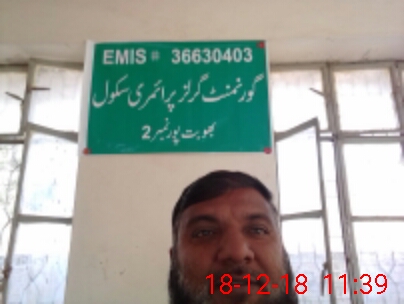 EMIS # 36630403
گورنمنٹ گرلز پرائمری سکول
بھوبت پور نمبر 2
18-12-18 11:39